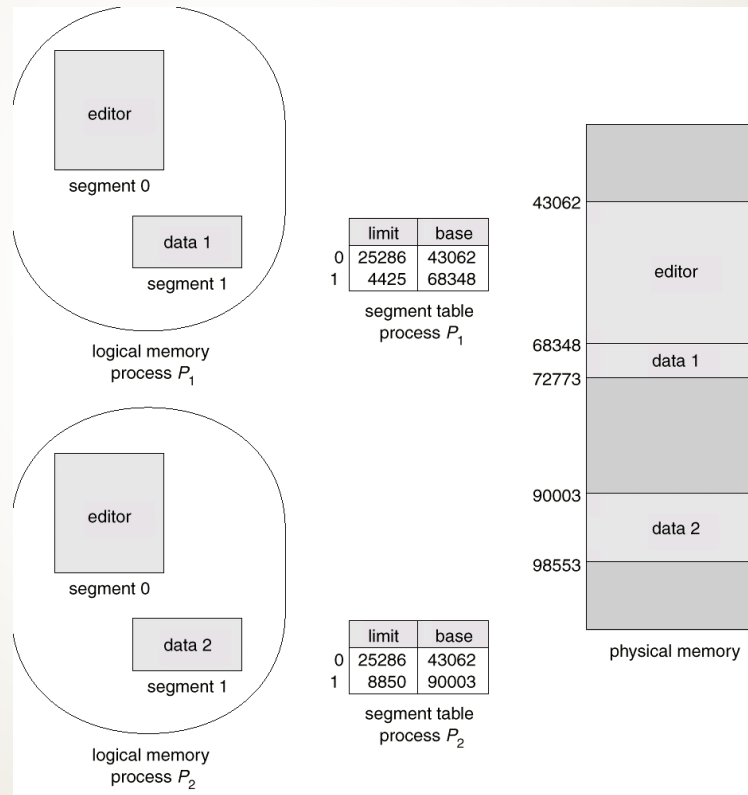 editor
segment 0
data 1
segment 1
logical memory
process P1
limit base
0 25286 43062
1 4425 68348
segment table
process P1
editor
segment 0
data 2
segment 1
logical memory
process P2
limit base
0 25286 43062
1 8850 90003
segment table
process P2
43062
editor
68348
data 1
72773
90003
data 2
98553
physical memory